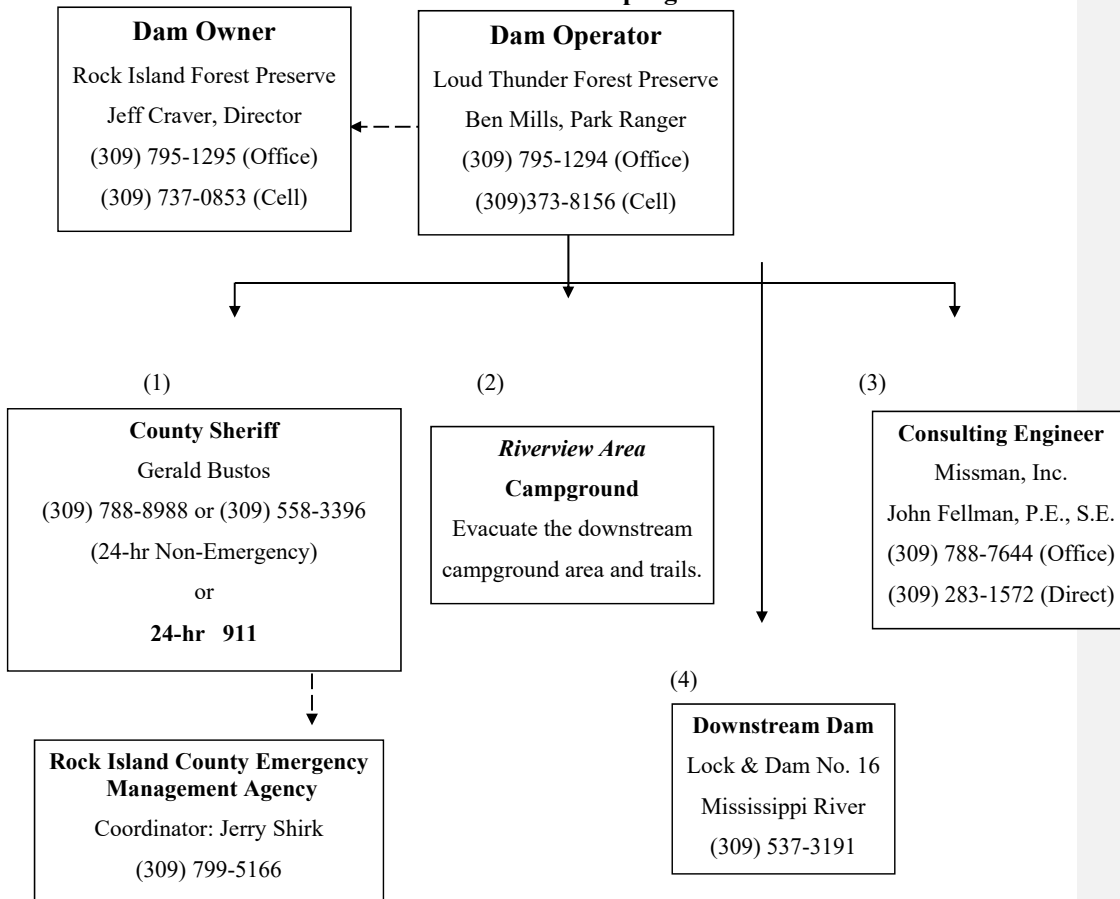 Dam Owner
Rock Island Forest Preserve
Jeff Craver, Director
(309) 795-1295 (Office)
(309) 737-0853 (Cell)
Dam Operator
Loud Thunder Forest Preserve
Ben Mills, Park Ranger
(309) 795-1294 (Office)
(309)373-8156 (Cell)
(1)
County Sheriff
Gerald Bustos
(309) 788-8988 or (309) 558-3396
(24-hr Non-Emergency)
or
24-hr 911
(2)
Riverview Area
Campground
Evacuate the downstream
campground area and trails.
(3)
Consulting Engineer
Missman, Inc.
John Fellman, P.E., S.E.
(309) 788-7644 (Office)
(309) 283-1572 (Direct)
(4)
Downstream Dam
Lock & Dam No. 16
Mississippi River
(309) 537-3191
Rock Island County Emergency
Management Agency
Coordinator: Jerry Shirk
(309) 799-5166